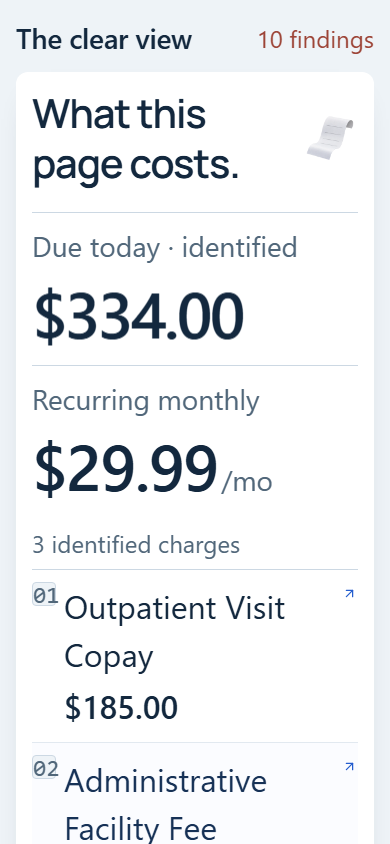 The clear view
10 findings
What this
page costs.
Due today · identified
$334.00
Recurring monthly
$29.99/mo
3 identified charges
01
Outpatient Visit
Copay
$185.00
02
Administrative
Facility Fee